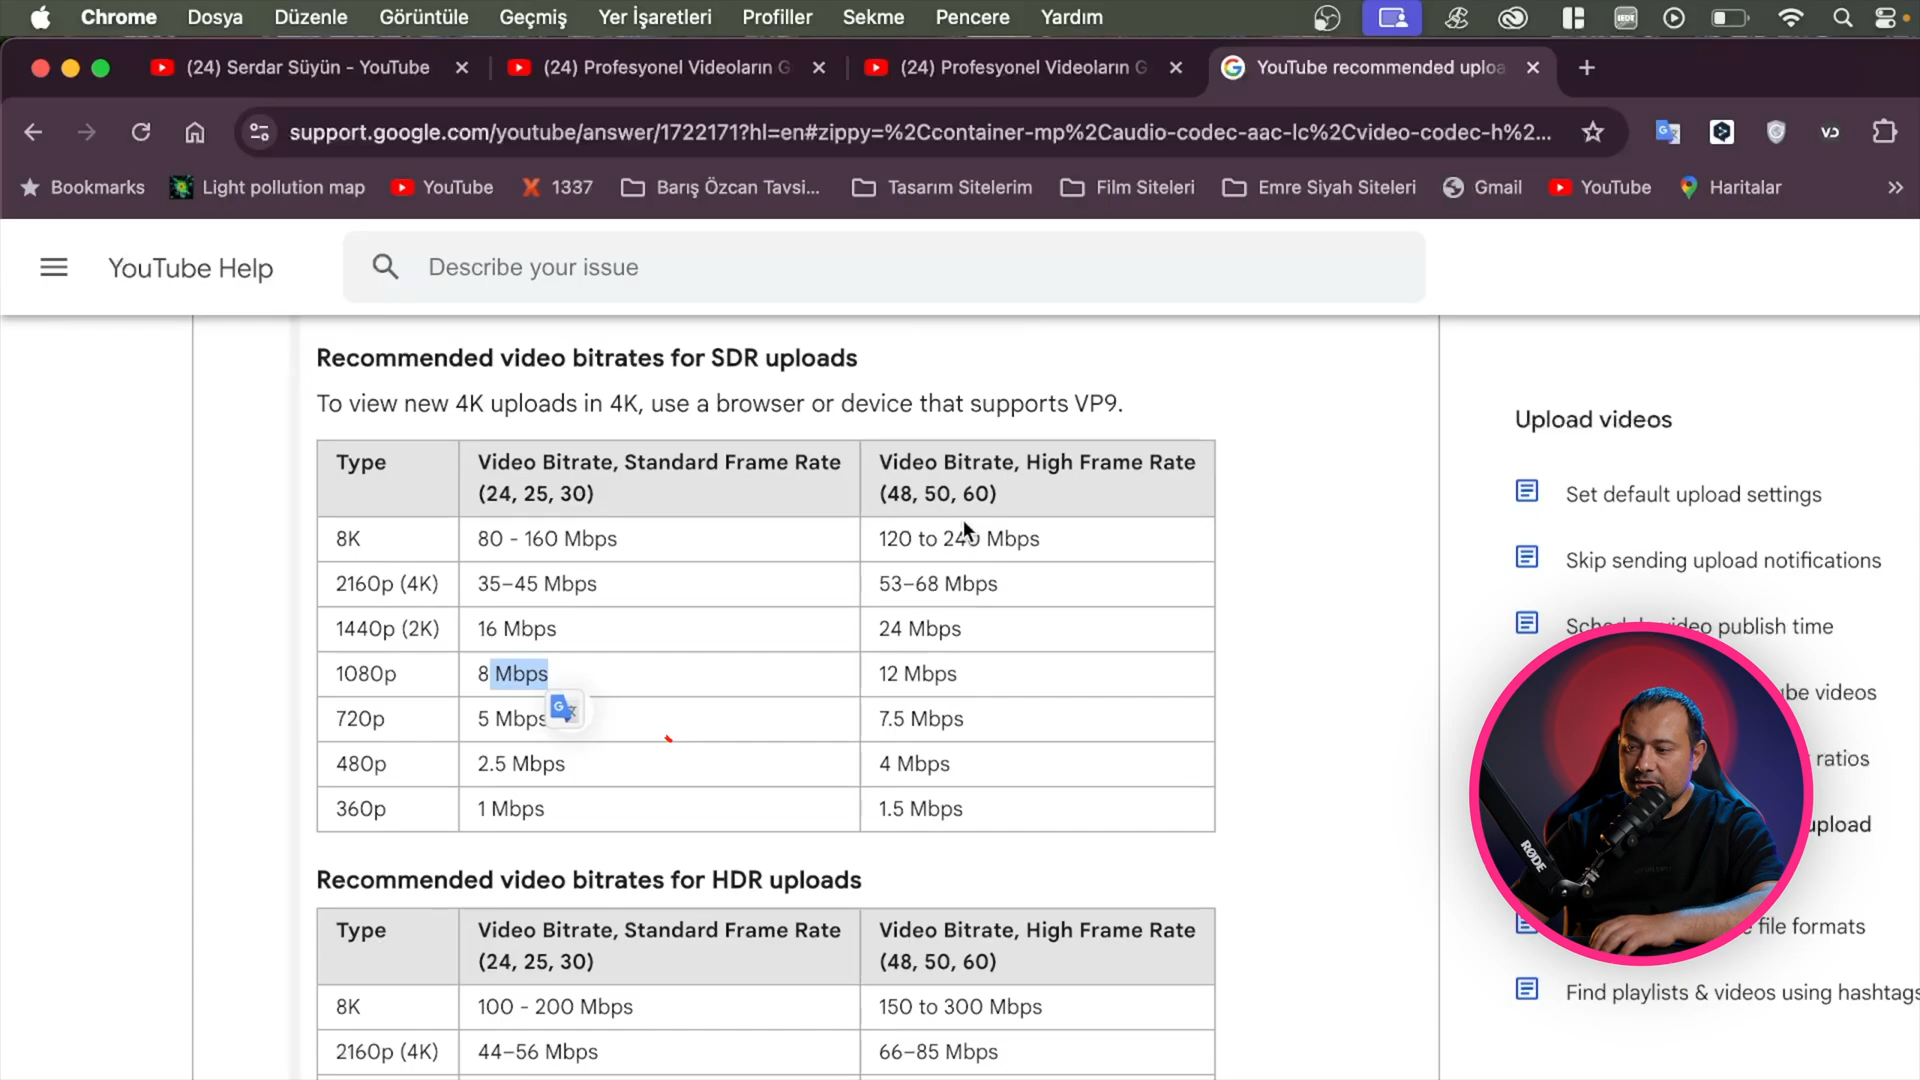 Chrome Dosya Düzenle Görüntüle Geçmiş Yer İşaretleri Profiller Sekme Pencere Yardım
(24) Serdar Süyün - YouTube (24) Profesyonel Videoların G (24) Profesyonel Videoların G YouTube recommended uploa
support.google.com/youtube/answer/1722171?hl=en#zippy=%2Ccontainer-mp%2Caudio-codec-aac-lc%2Cvideo-codec-h%2...
Bookmarks Light pollution map YouTube 1337 Barış Özcan Tavsi... Tasarım Sitelerim Film Siteleri Emre Siyah Siteleri Gmail YouTube Haritalar
YouTube Help Describe your issue
Recommended video bitrates for SDR uploads
To view new 4K uploads in 4K, use a browser or device that supports VP9.
Type Video Bitrate, Standard Frame Rate (24, 25, 30) Video Bitrate, High Frame Rate (48, 50, 60)
8K 80 - 160 Mbps 120 to 240 Mbps
2160p (4K) 35–45 Mbps 53–68 Mbps
1440p (2K) 16 Mbps 24 Mbps
1080p 8 Mbps 12 Mbps
720p 5 Mbps 7.5 Mbps
480p 2.5 Mbps 4 Mbps
360p 1 Mbps 1.5 Mbps
Recommended video bitrates for HDR uploads
Type Video Bitrate, Standard Frame Rate (24, 25, 30) Video Bitrate, High Frame Rate (48, 50, 60)
8K 100 - 200 Mbps 150 to 300 Mbps
2160p (4K) 44–56 Mbps 66–85 Mbps
Upload videos
Set default upload settings
Skip sending upload notifications
Schedule video publish time
be videos
ratios
upload
file formats
Find playlists & videos using hashtags
RØDE